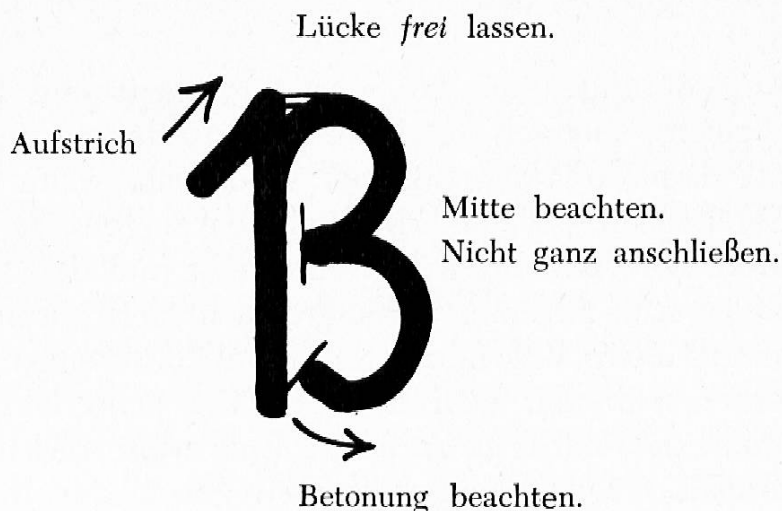 Lücke frei lassen.
Aufstrich
B
Mitte beachten.
Nicht ganz anschließen.
Betonung beachten.